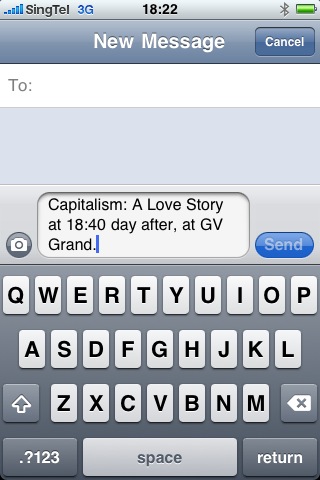 SingTel 3G 18:22
New Message
Cancel
To:
Capitalism: A Love Story
at 18:40 day after, at GV
Grand.
Send
Q W E R T Y U I O P
A S D F G H J K L
Z X C V B N M
.?123 space return